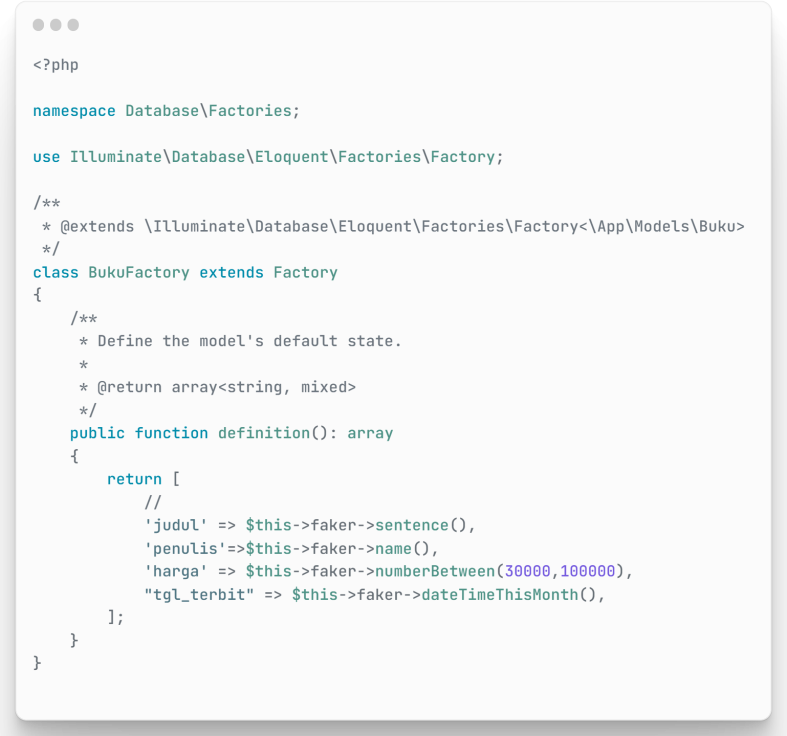 <?php
namespace Database\Factories;
use Illuminate\Database\Eloquent\Factories\Factory;
/**
 * @extends \Illuminate\Database\Eloquent\Factories\Factory<\App\Models\Buku>
 */
class BukuFactory extends Factory
{
    /**
     * Define the model's default state.
     *
     * @return array<string, mixed>
     */
    public function definition(): array
    {
        return [
            //
            'judul' => $this->faker->sentence(),
            'penulis'=>$this->faker->name(),
            'harga' => $this->faker->numberBetween(30000,100000),
            "tgl_terbit" => $this->faker->dateTimeThisMonth(),
        ];
    }
}